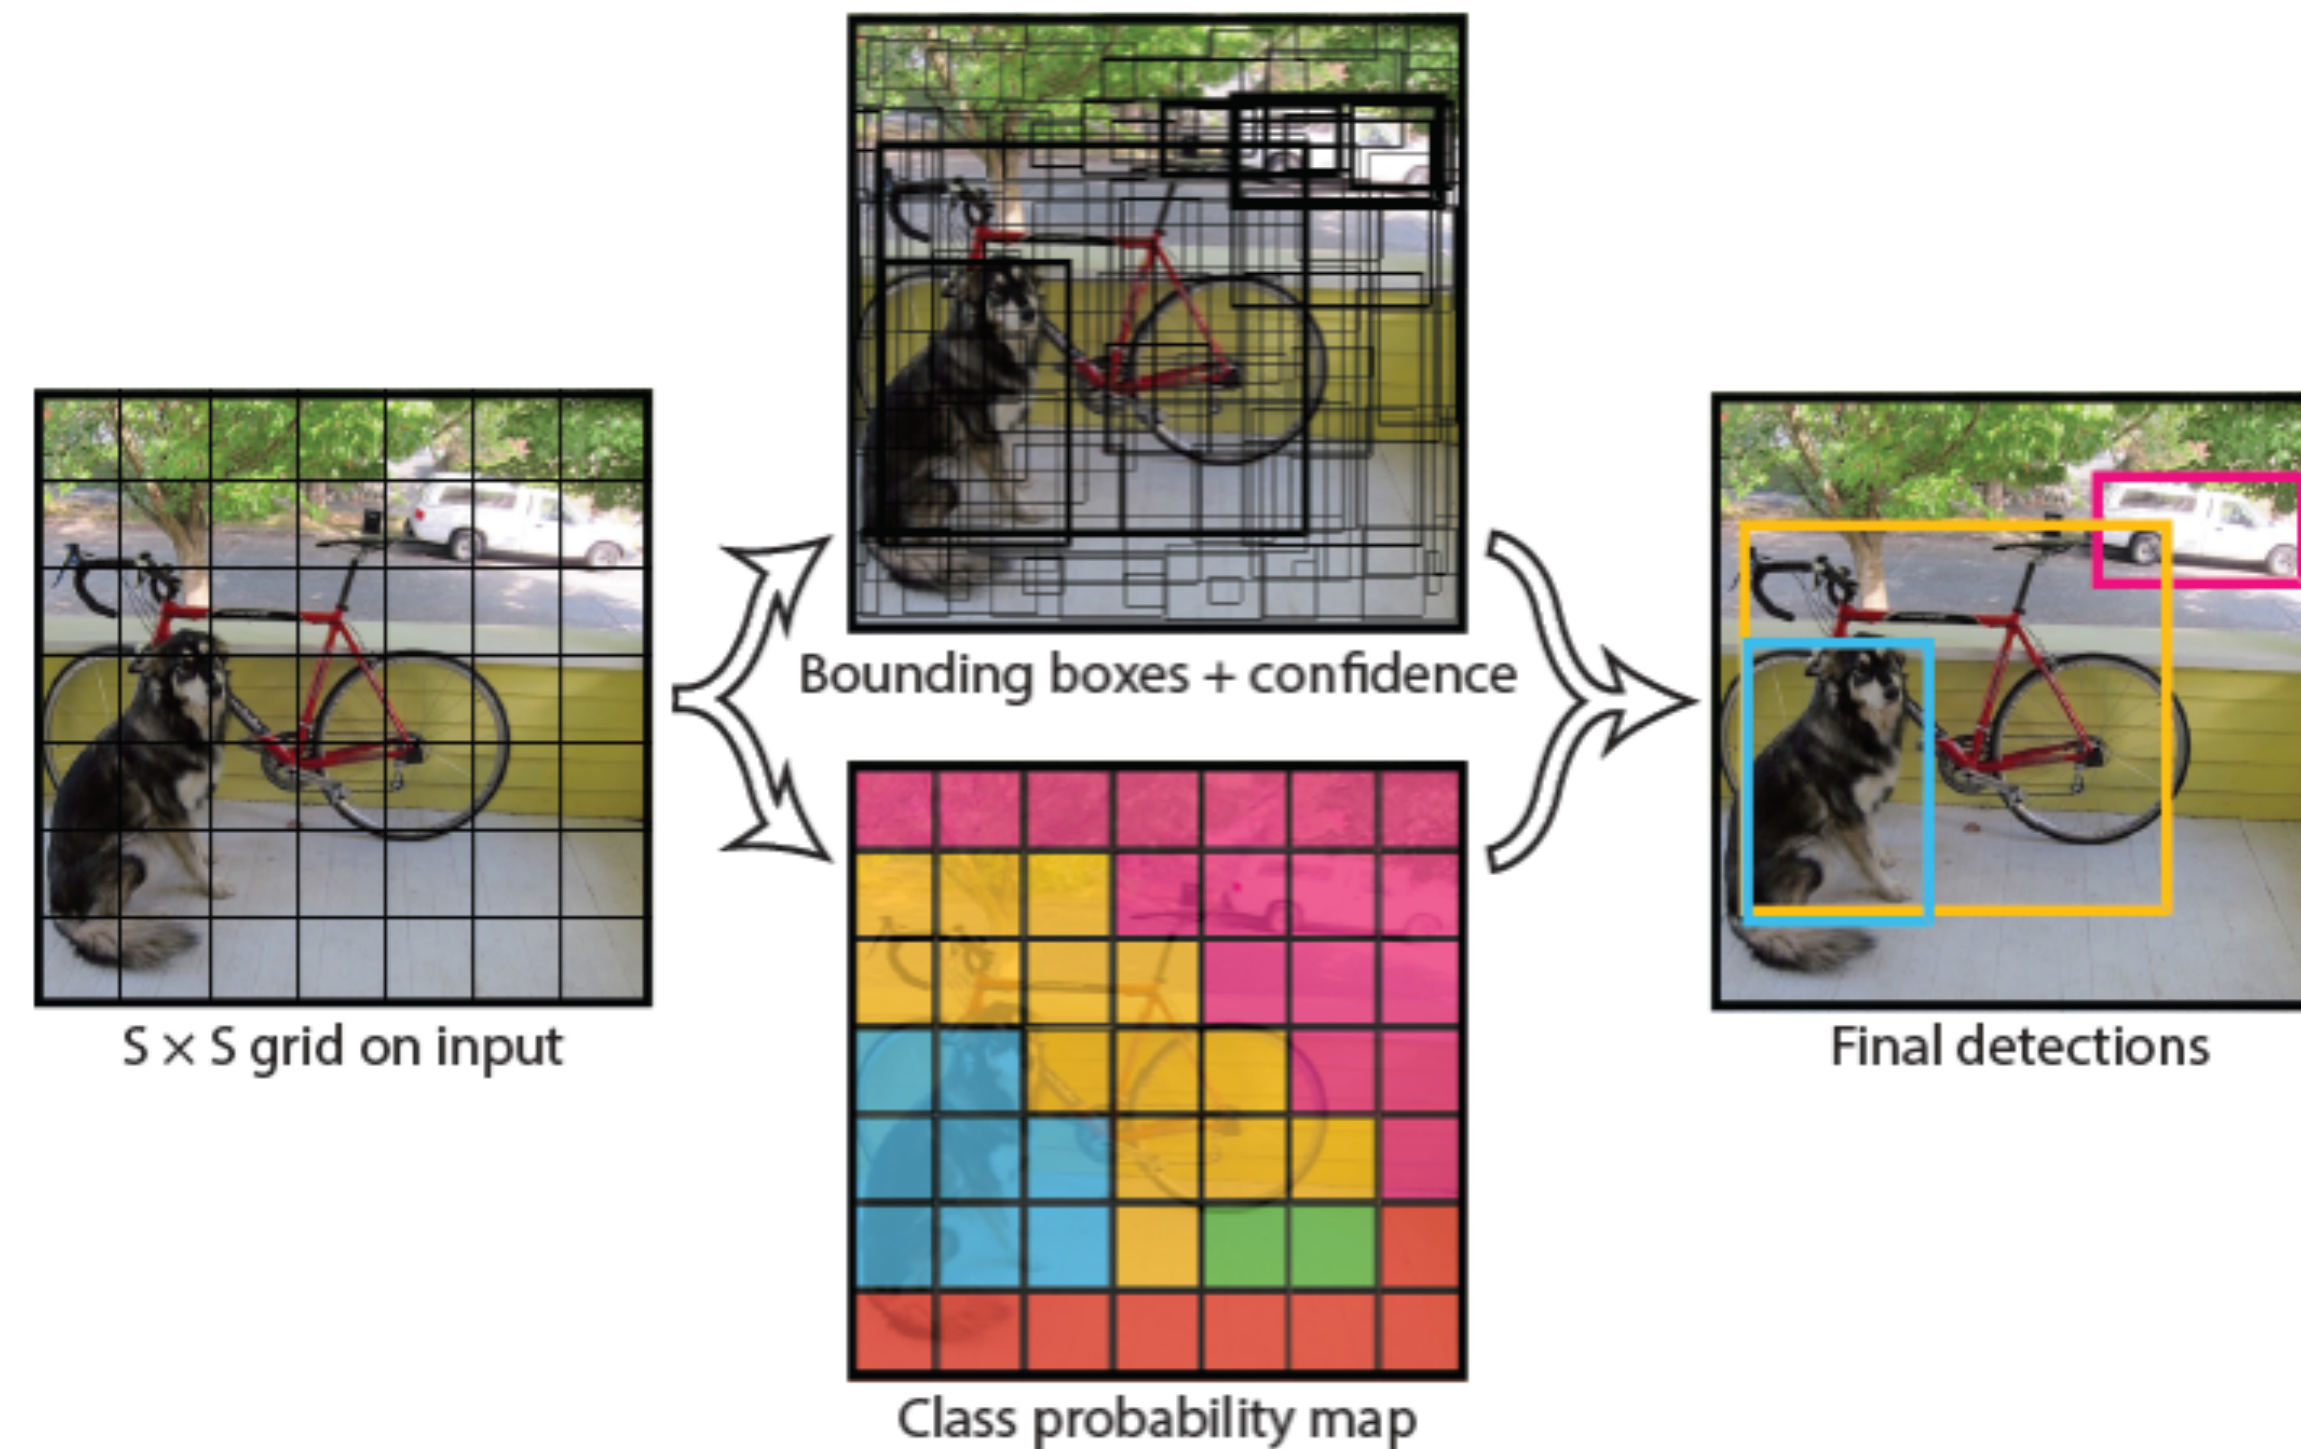 S × S grid on input
Bounding boxes + confidence
Class probability map
Final detections